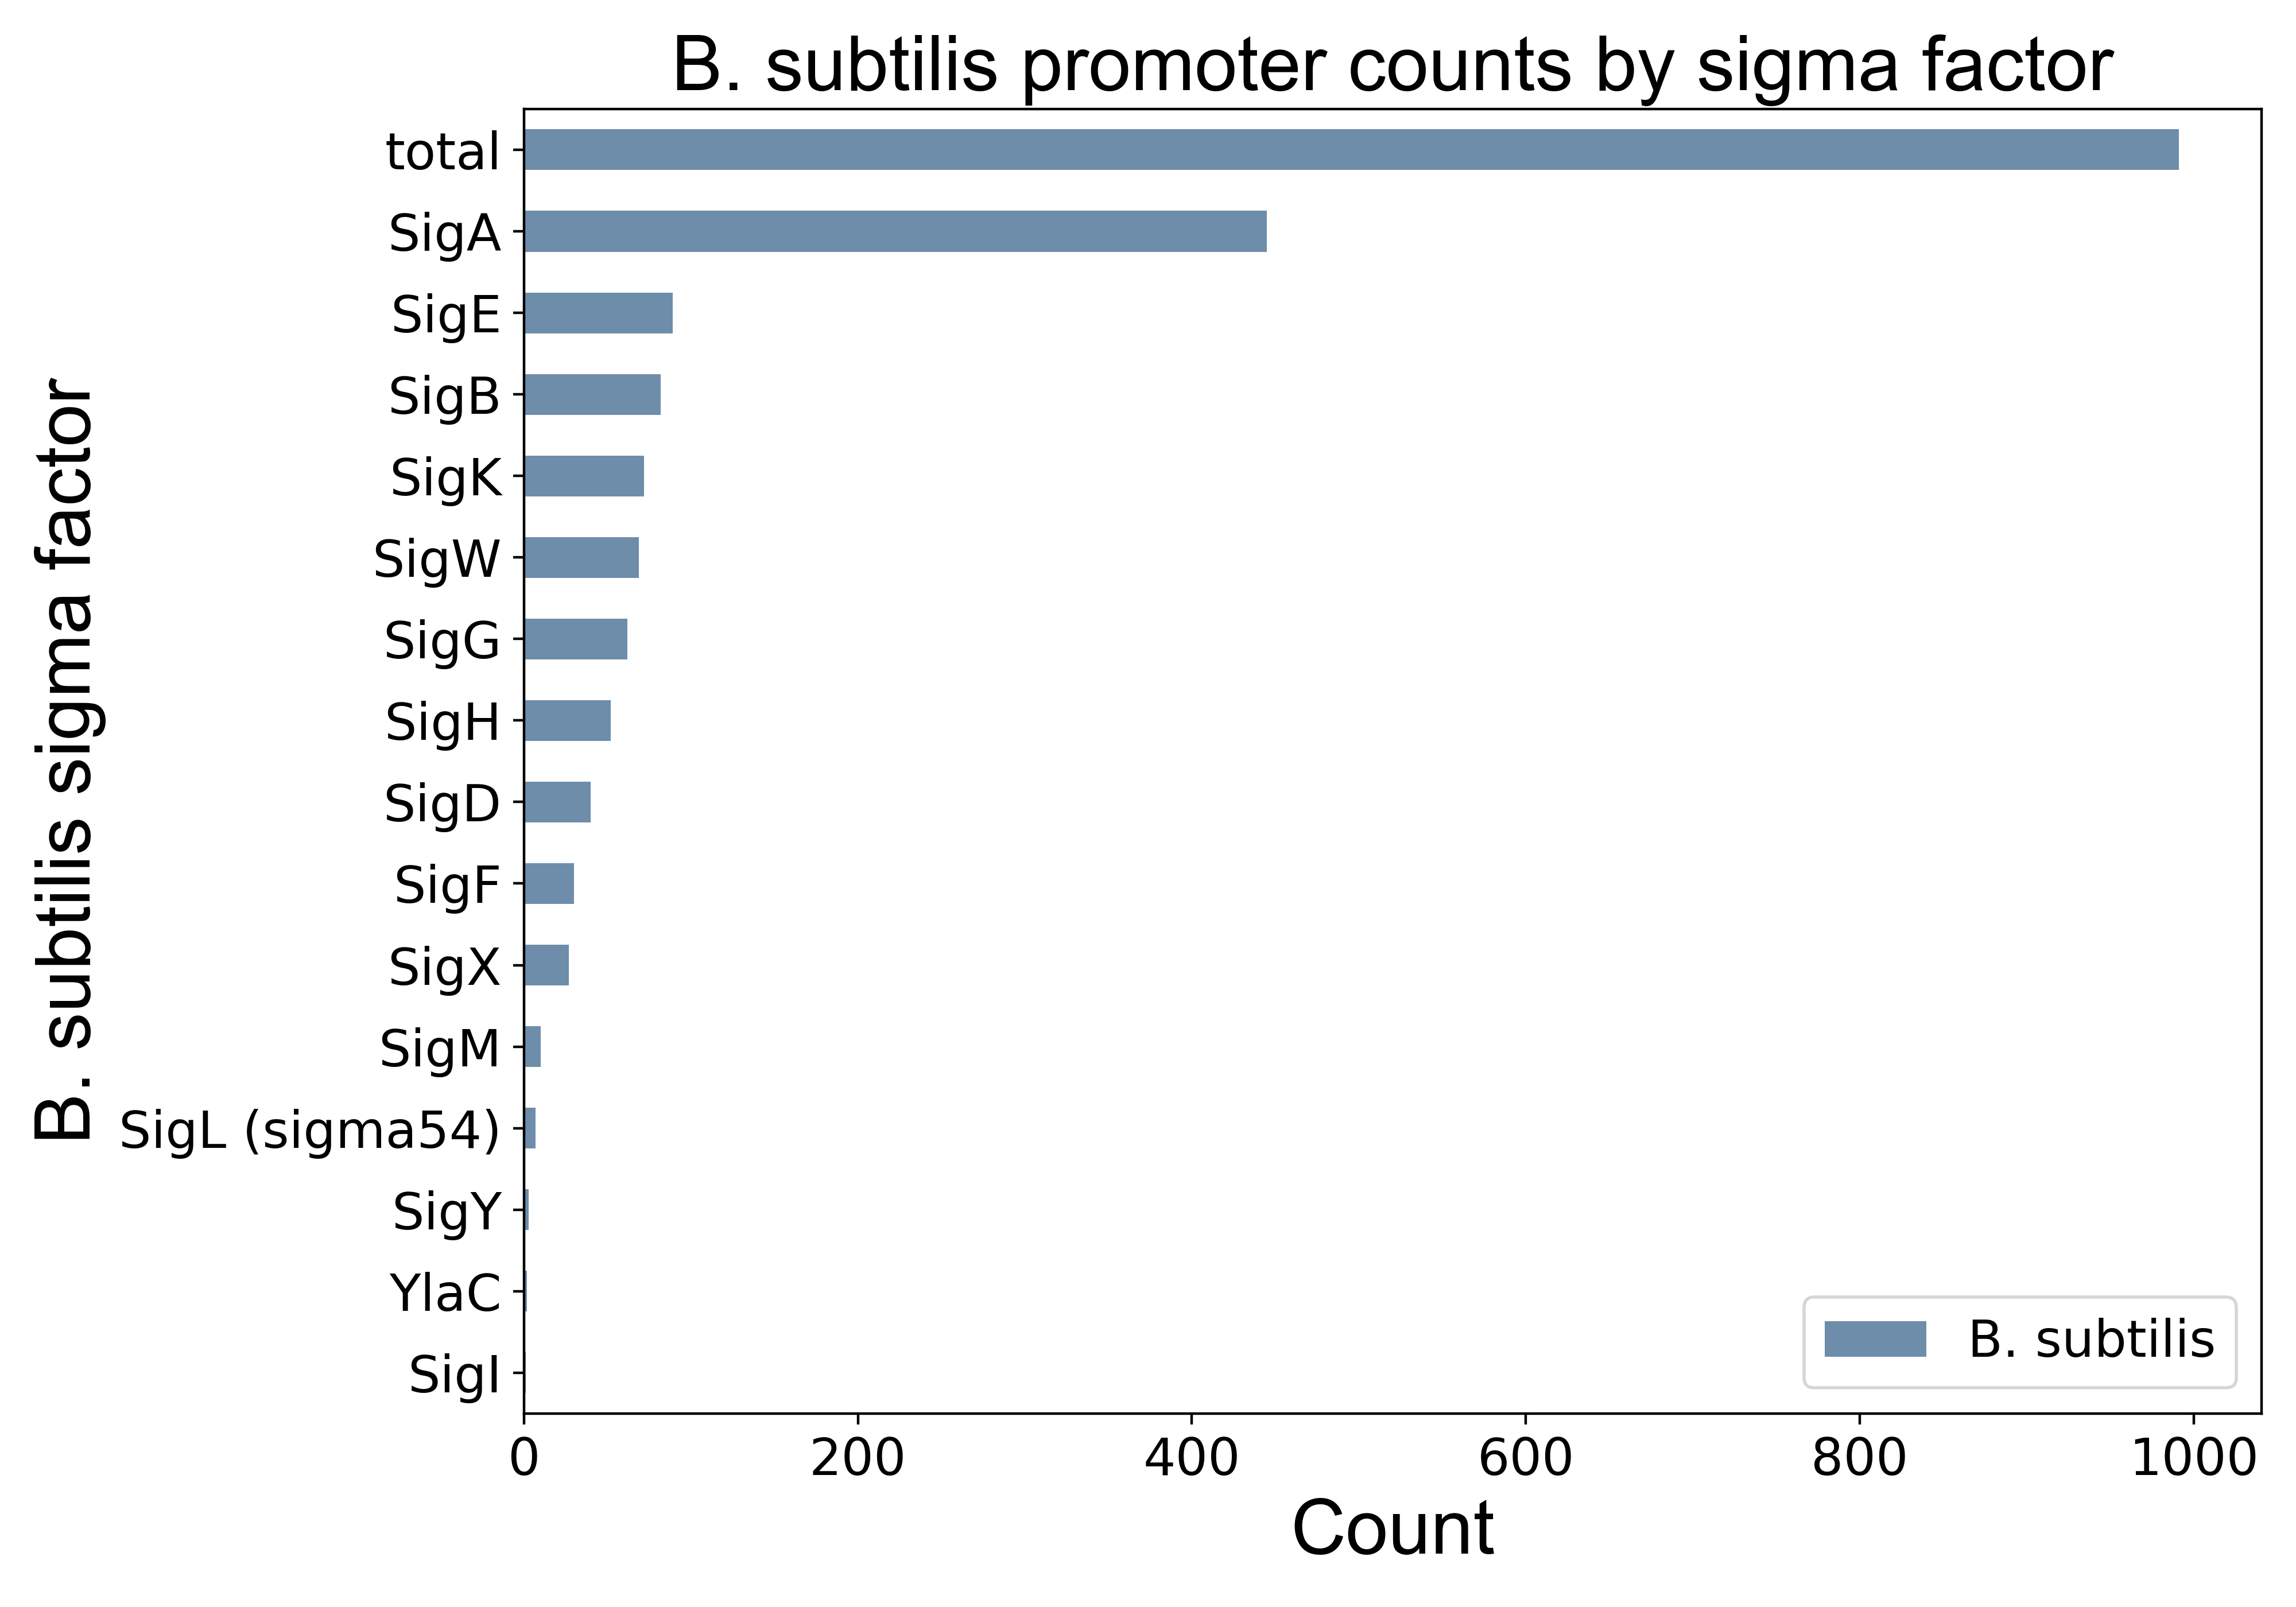 B. subtilis promoter counts by sigma factor
B. subtilis sigma factor
total
SigA
SigE
SigB
SigK
SigW
SigG
SigH
SigD
SigF
SigX
SigM
SigL (sigma54)
SigY
YlaC
SigI
B. subtilis
0 200 400 600 800 1000
Count